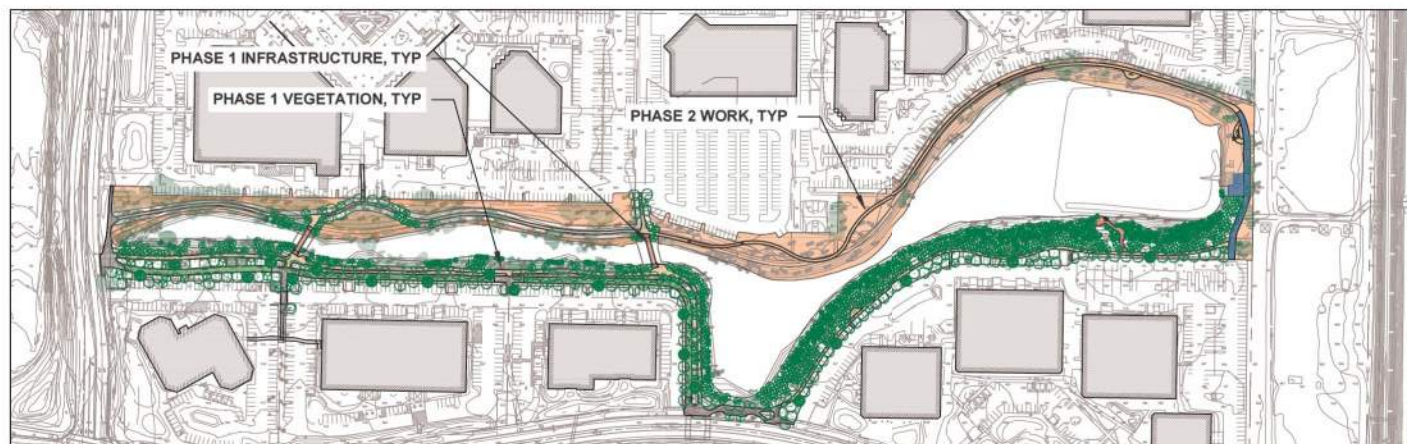 PHASE 1 INFRASTRUCTURE, TYP
PHASE 1 VEGETATION, TYP
PHASE 2 WORK, TYP